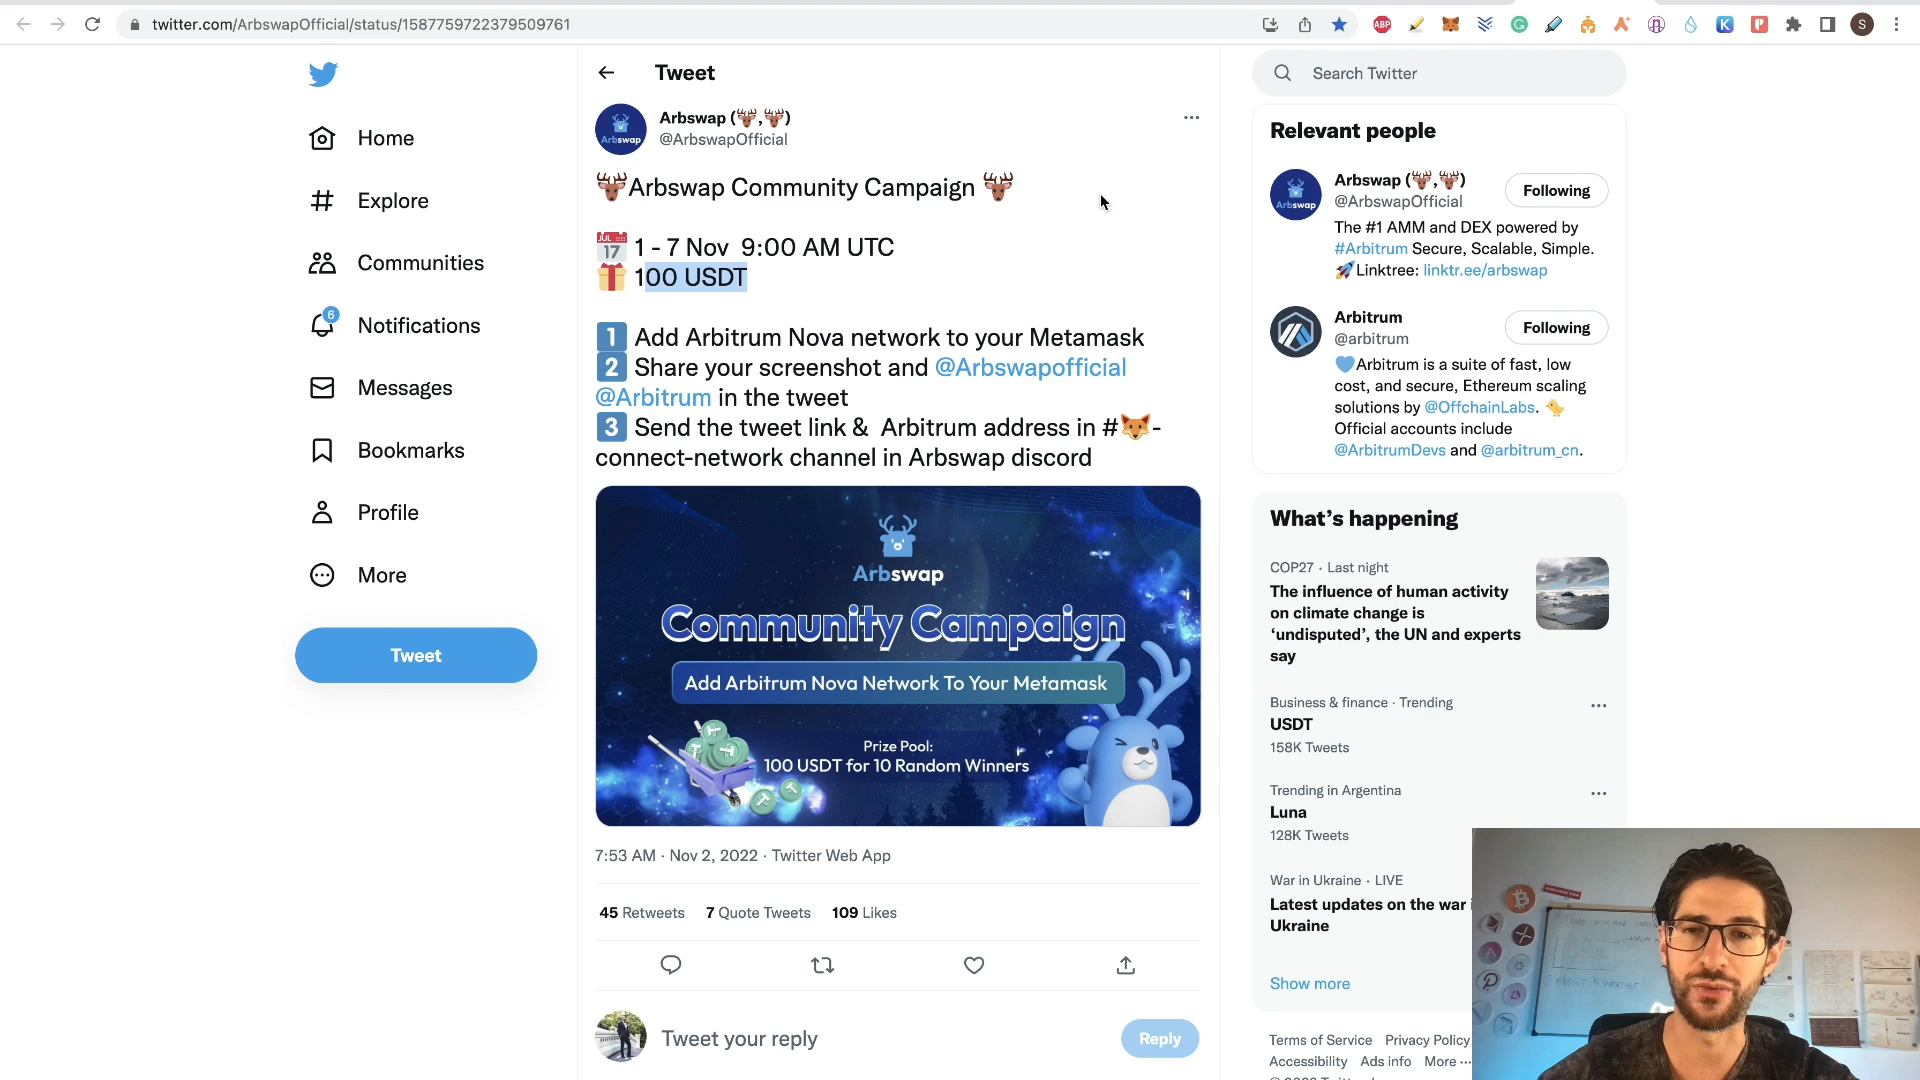 twitter.com/ArbswapOfficial/status/1587759722379509761
ABP
S
Home
Explore
Communities
6
Notifications
Messages
Bookmarks
Profile
More
Tweet
Tweet
Arbswap (🦌,🦌)
@ArbswapOfficial
🦌Arbswap Community Campaign 🦌
📅 1 - 7 Nov 9:00 AM UTC
🎁 100 USDT
1️⃣ Add Arbitrum Nova network to your Metamask
2️⃣ Share your screenshot and @Arbswapofficial
@Arbitrum in the tweet
3️⃣ Send the tweet link & Arbitrum address in #🦊-
connect-network channel in Arbswap discord
Arbswap
Community Campaign
Add Arbitrum Nova Network To Your Metamask
Prize Pool:
100 USDT for 10 Random Winners
7:53 AM · Nov 2, 2022 · Twitter Web App
45 Retweets 7 Quote Tweets 109 Likes
Tweet your reply
Reply
Search Twitter
Relevant people
Arbswap (🦌,🦌)
@ArbswapOfficial
Following
The #1 AMM and DEX powered by
#Arbitrum Secure, Scalable, Simple.
🚀Linktree: linktr.ee/arbswap
Arbitrum
@arbitrum
Following
💙Arbitrum is a suite of fast, low
cost, and secure, Ethereum scaling
solutions by @OffchainLabs. 🐤
Official accounts include
@ArbitrumDevs and @arbitrum_cn.
What's happening
COP27 · Last night
The influence of human activity
on climate change is
'undisputed', the UN and experts
say
Business & finance · Trending
USDT
158K Tweets
Trending in Argentina
Luna
128K Tweets
War in Ukraine · LIVE
Latest updates on the war
Ukraine
Show more
Terms of Service Privacy Policy
Accessibility Ads info More ···